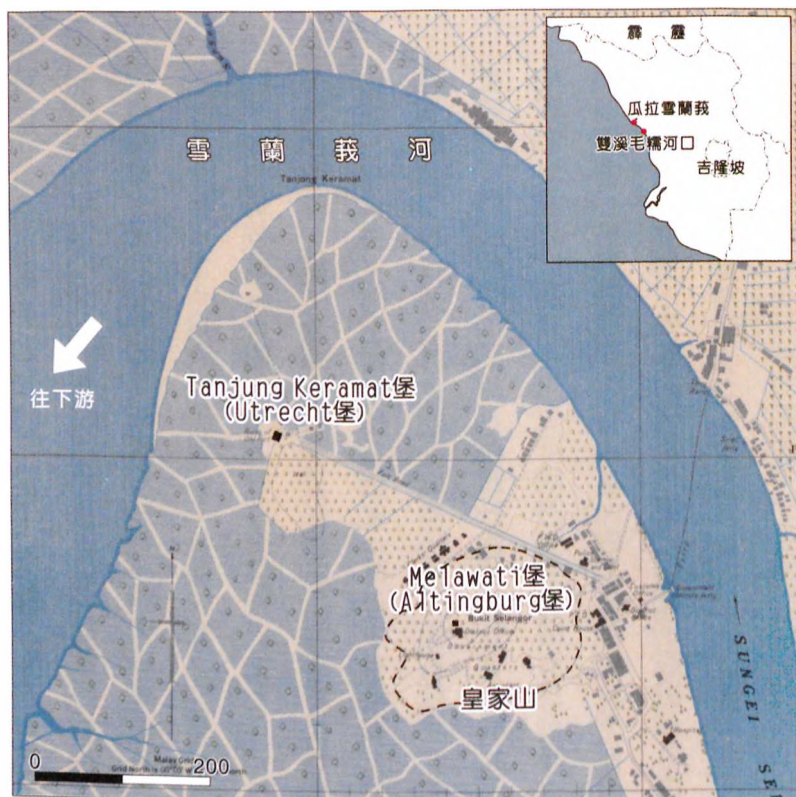 霹靂
瓜拉雪蘭莪
雙溪毛糯河口
吉隆坡
雪蘭莪河
Tanjong Keramat
往下游
Tanjung Keramat堡
(Utrecht堡)
Melawati堡
(Altingburg堡)
Bukit Selangor
皇家山
SUNGEI
SE
Malay Grid
0
200